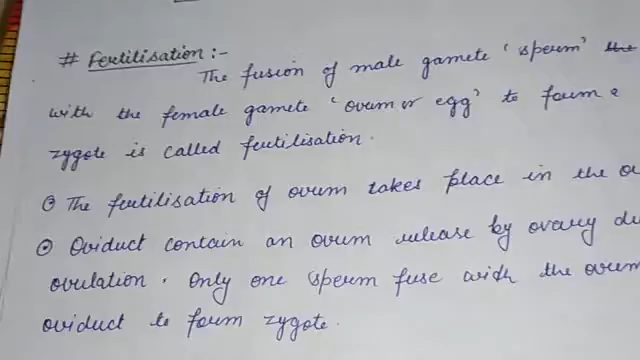 # Fertilisation :-
The fusion of male gamete 'sperm'
with the female gamete 'ovum or egg' to form a
zygote is called fertilisation.
The fertilisation of ovum takes place in the
Oviduct contain an ovum release by ovary
ovulation. Only one sperm fuse with the ovum
oviduct to form zygote.